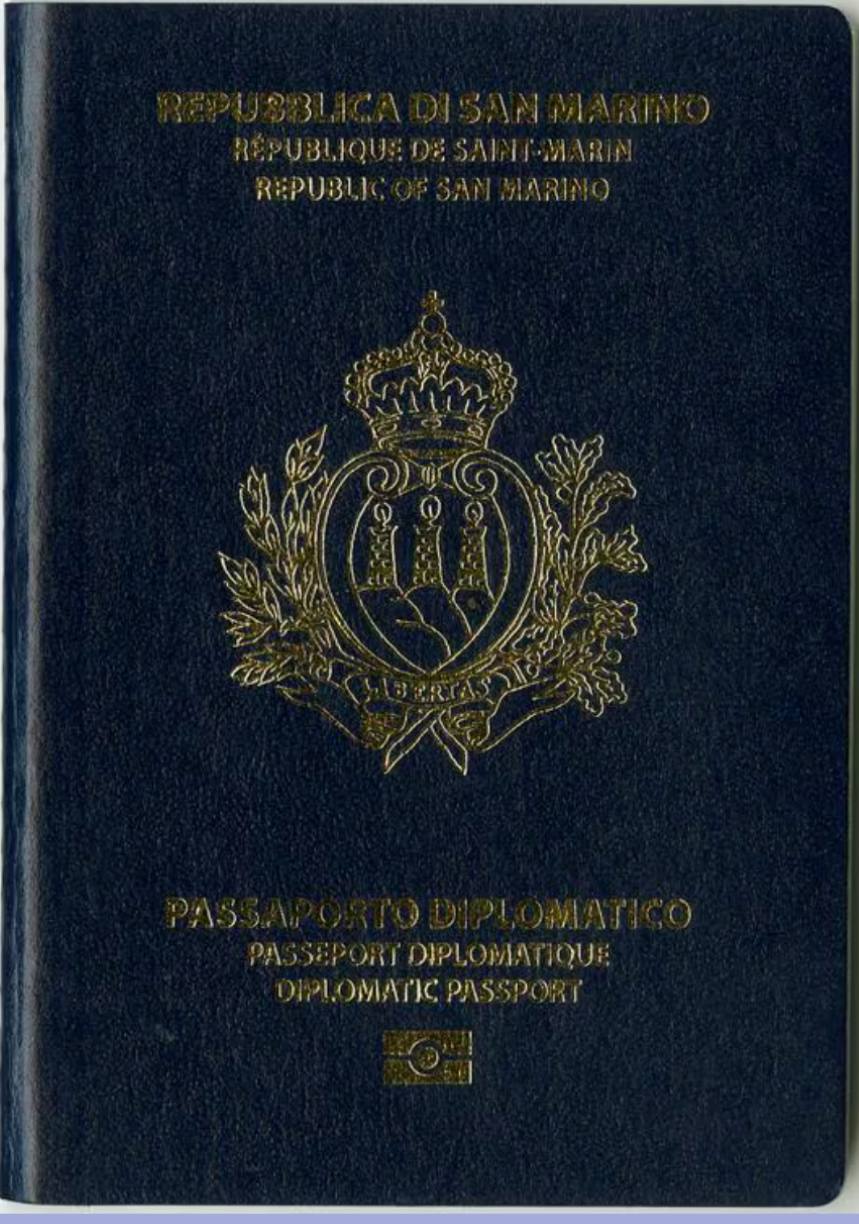 REPUBBLICA DI SAN MARINO
RÉPUBLIQUE DE SAINT-MARIN
REPUBLIC OF SAN MARINO
LIBERTAS
PASSAPORTO DIPLOMATICO
PASSEPORT DIPLOMATIQUE
DIPLOMATIC PASSPORT